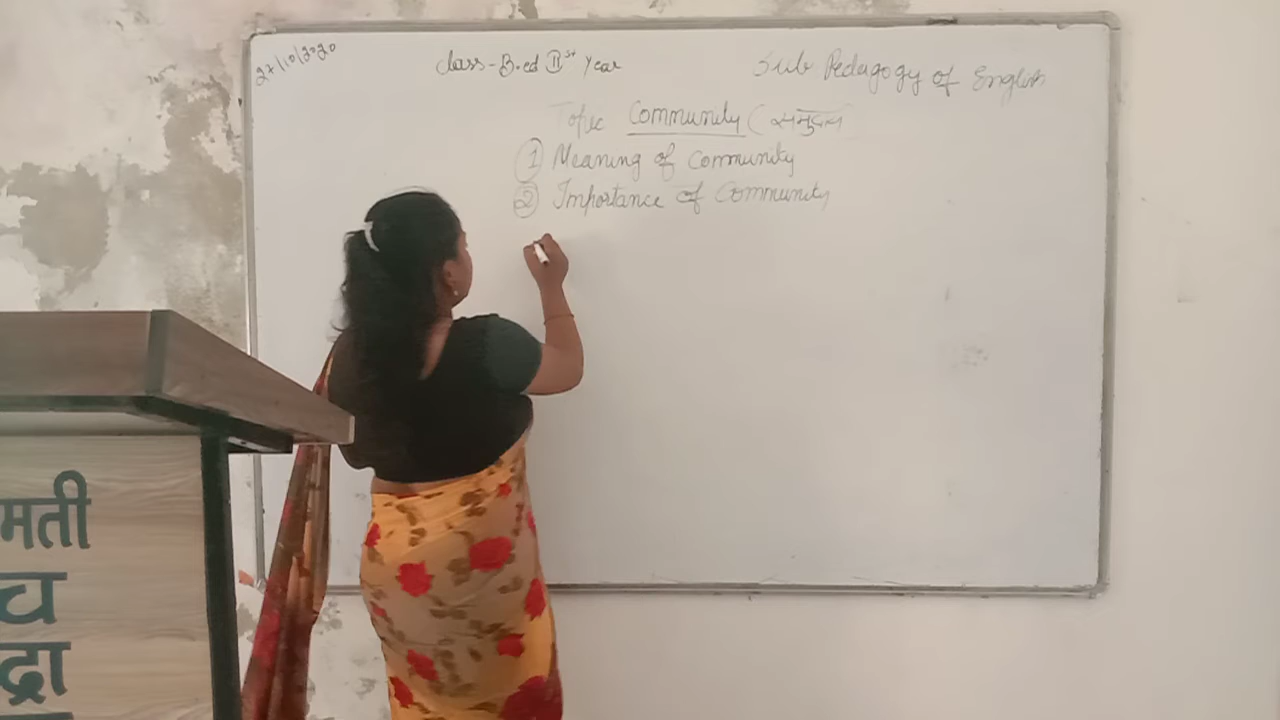 27/10/2020
Class-B.ed IIst Year
Sub Pedagogy of English
Topic Community (समुदाय
① Meaning of Community
② Importance of Community
मती
च
द्रा